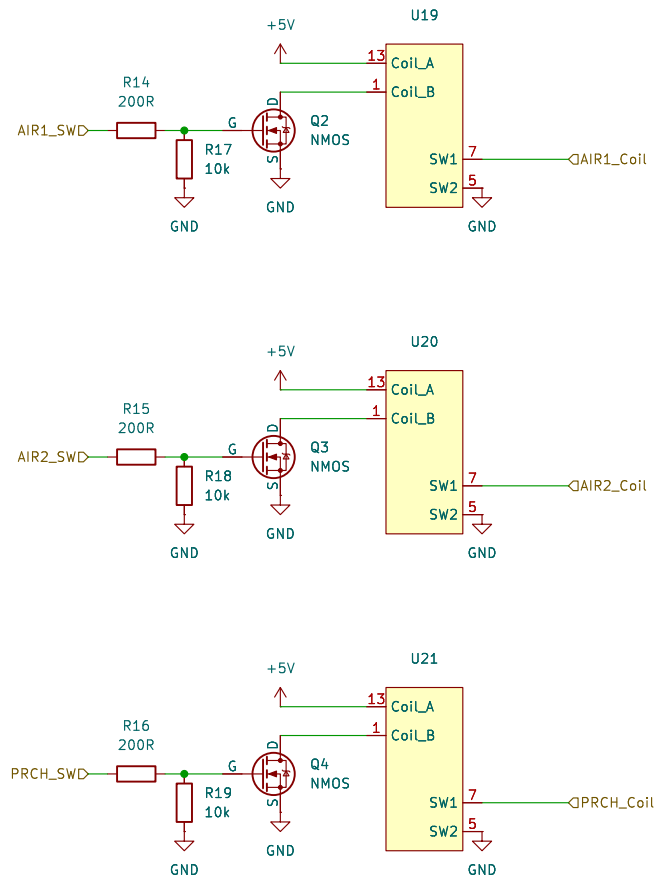 U19
+5V
13
Coil_A
R14
200R
1
Coil_B
D
AIR1_SW
G
Q2
NMOS
R17
10k
S
SW1
7
AIR1_Coil
SW2
5
GND
GND
GND
U20
+5V
13
Coil_A
R15
200R
1
Coil_B
D
AIR2_SW
G
Q3
NMOS
R18
10k
S
SW1
7
AIR2_Coil
SW2
5
GND
GND
GND
U21
+5V
13
Coil_A
R16
200R
1
Coil_B
D
PRCH_SW
G
Q4
NMOS
R19
10k
S
SW1
7
PRCH_Coil
SW2
5
GND
GND
GND